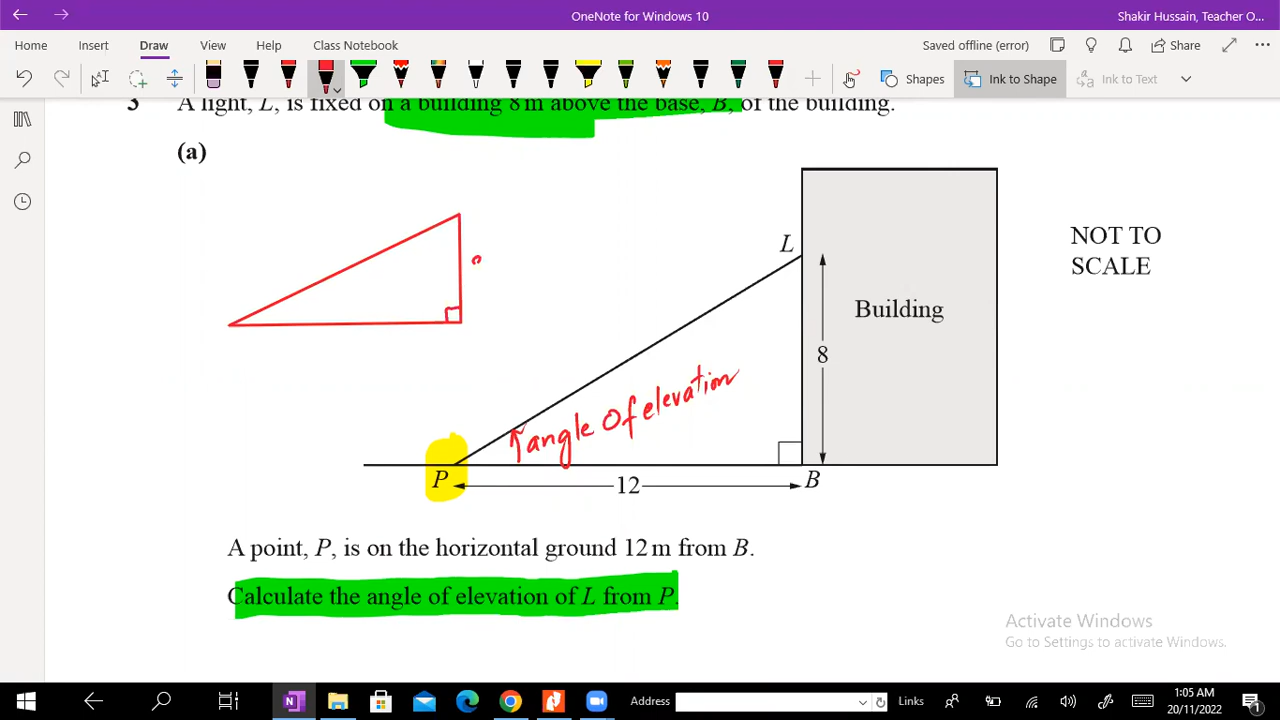 OneNote for Windows 10
Shakir Hussain, Teacher O...
Home Insert Draw View Help Class Notebook
Saved offline (error) Share
Shapes Ink to Shape Ink to Text
3 A light, L, is fixed on a building 8 m above the base, B, of the building.
(a)
L
NOT TO
SCALE
Building
8
angle Of elevation
P 12 B
A point, P, is on the horizontal ground 12 m from B.
Calculate the angle of elevation of L from P.
Activate Windows
Go to Settings to activate Windows.
Address Links
1:05 AM
20/11/2022